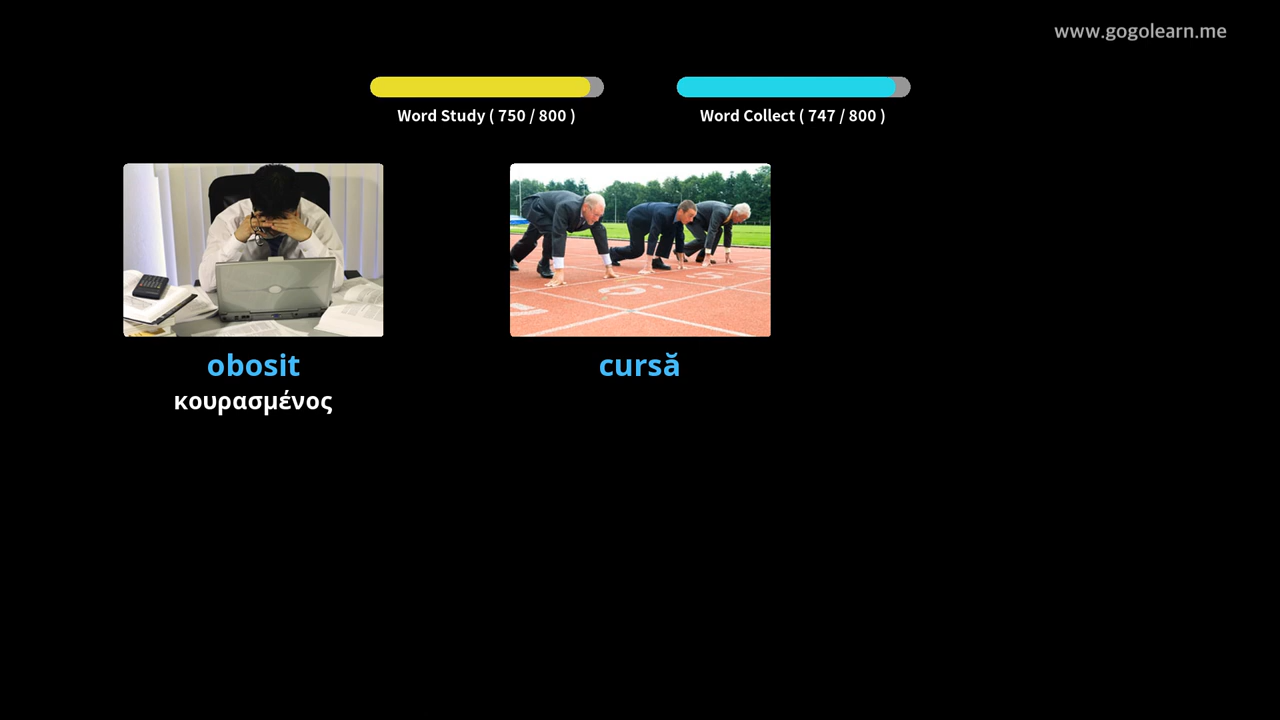 www.gogolearn.me
Word Study ( 750 / 800 )
Word Collect ( 747 / 800 )
obosit
κουρασμένος
cursă